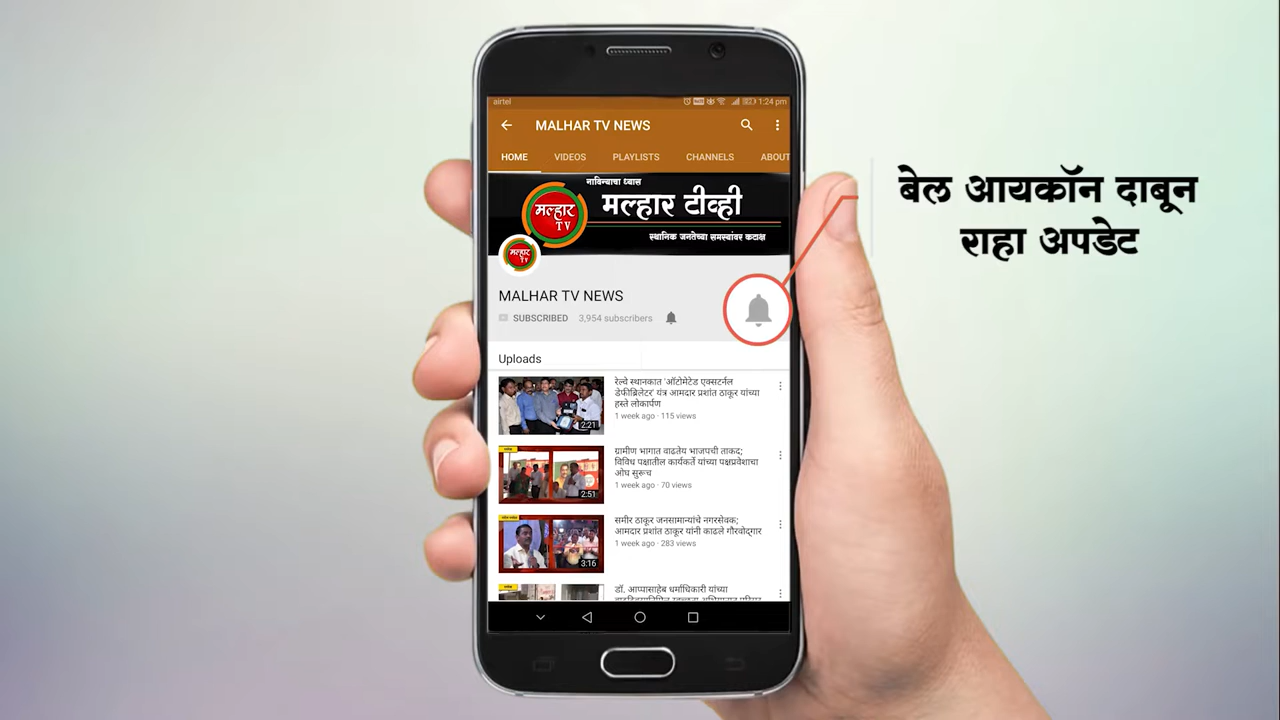 airtel 1:24 pm
MALHAR TV NEWS
HOME VIDEOS PLAYLISTS CHANNELS ABOUT
नाविन्याचा ध्यास
मल्हार टीव्ही
स्थानिक जनतेच्या समस्यांवर कटाक्ष
मल्हार
TV
मल्हार
TV
बेल आयकॉन दाबून
राहा अपडेट
MALHAR TV NEWS
SUBSCRIBED 3,954 subscribers
Uploads
रेल्वे स्थानकात 'ऑटोमेटेड एक्सटर्नल
डेफीब्रिलेटर' यंत्र आमदार प्रशांत ठाकूर यांच्या
हस्ते लोकार्पण
1 week ago · 115 views
2:21
ग्रामीण भागात वाढतेय भाजपची ताकद;
विविध पक्षातील कार्यकर्ते यांच्या पक्षप्रवेशाचा
ओघ सुरूच
1 week ago · 70 views
2:51
समीर ठाकूर जनसामान्यांचे नगरसेवक;
आमदार प्रशांत ठाकूर यांनी काढले गौरवोद्गार
1 week ago · 283 views
3:16
डॉ. आप्पासाहेब धर्माधिकारी यांच्या